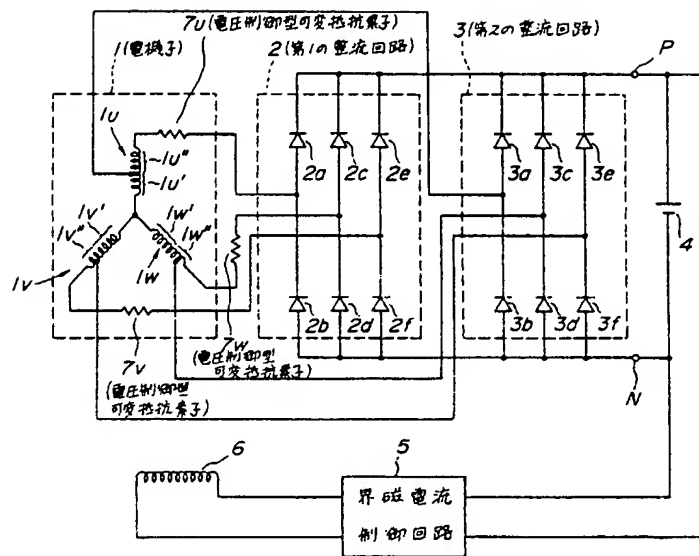 7u(電圧制御型可変抵抗素子)
1(電機子)
2(第1の整流回路)
3(第2の整流回路)
P
1u
1u"
1u'
2a
2c
2e
3a
3c
3e
1v'
1v"
1w'
1w"
1w
1v
4
2b
2d
2f
3b
3d
3f
7v
(電圧制御型
可変抵抗素子)
7w
(電圧制御型
可変抵抗素子)
N
6
5
界磁電流
制御回路